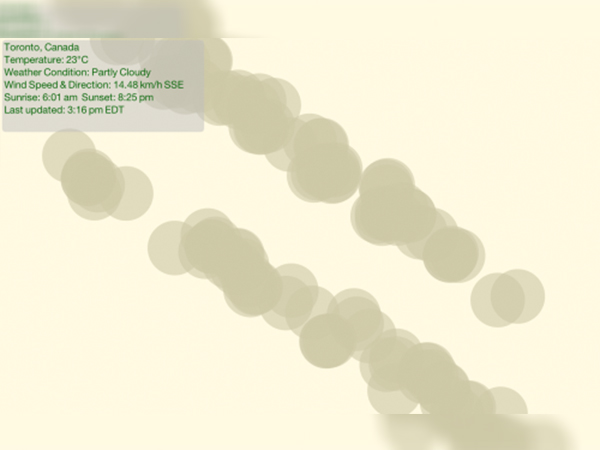 Toronto, Canada
Temperature: 23°C
Weather Condition: Partly Cloudy
Wind Speed & Direction: 14.48 km/h SSE
Sunrise: 6:01 am Sunset: 8:25 pm
Last updated: 3:16 pm EDT